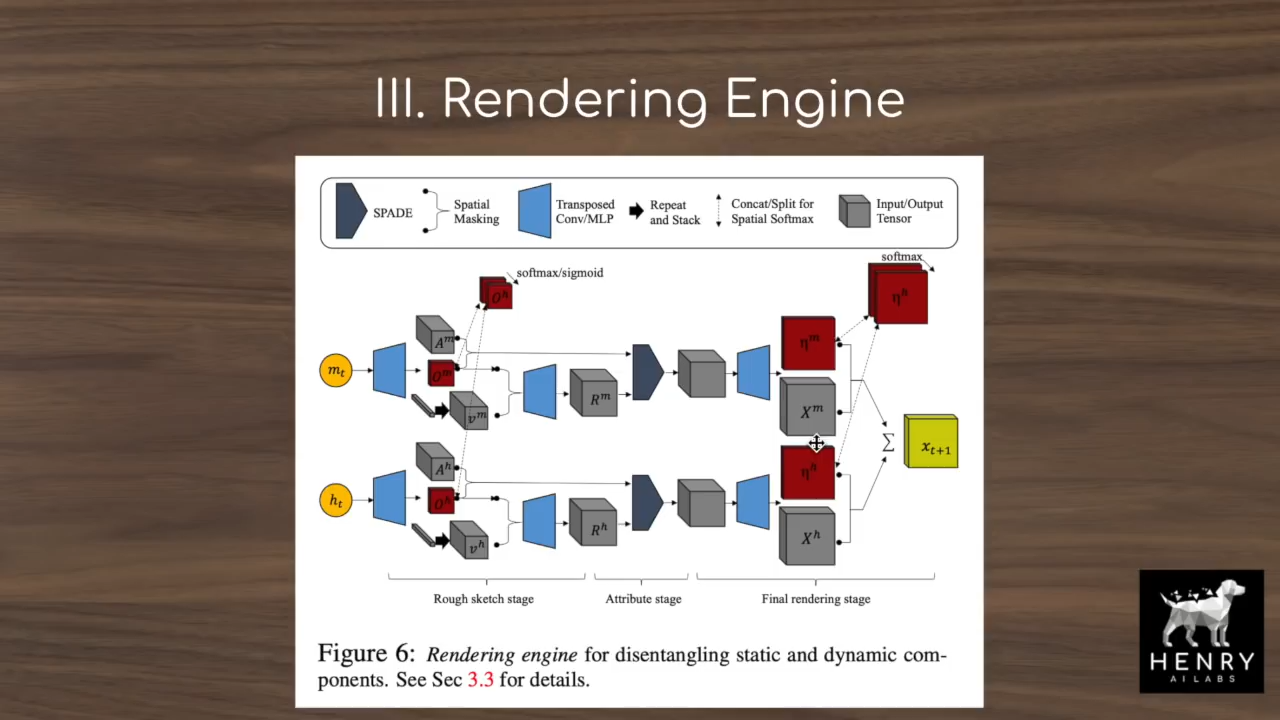 III. Rendering Engine
SPADE
Spatial
Masking
Transposed
Conv/MLP
Repeat
and Stack
Concat/Split for
Spatial Softmax
Input/Output
Tensor
softmax
softmax/sigmoid
O^h
η^h
A^m
η^m
m_t
O^m
R^m
v^m
X^m
Σ
x_{t+1}
A^h
η^h
h_t
O^h
R^h
v^h
X^h
Rough sketch stage
Attribute stage
Final rendering stage
Figure 6: Rendering engine for disentangling static and dynamic com-
ponents. See Sec 3.3 for details.
HENRY
AI LABS